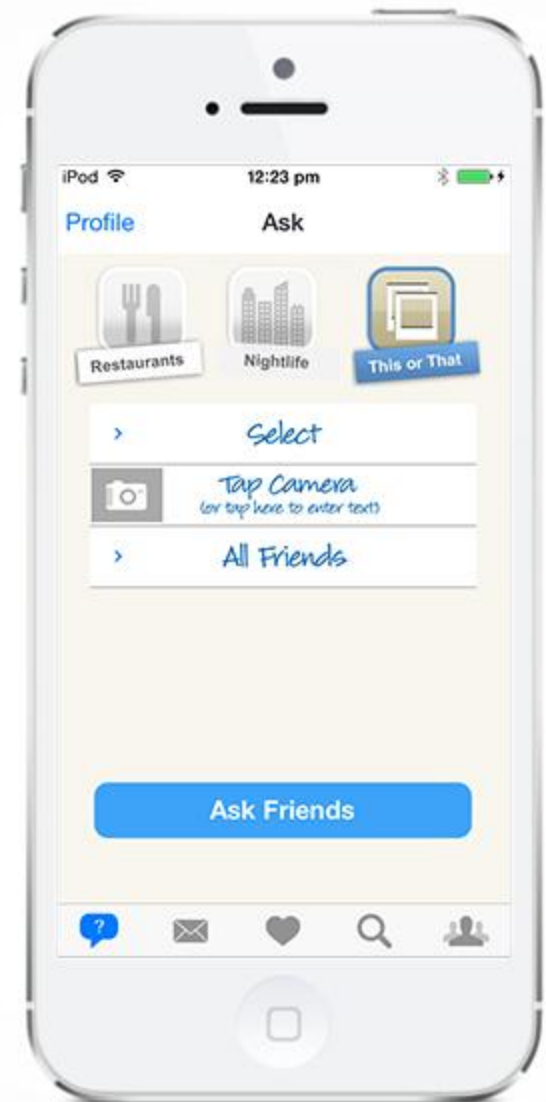 iPod 12:23 pm
Profile Ask
Restaurants Nightlife This or That
Select
Tap Camera
(or tap here to enter text)
All Friends
Ask Friends
?